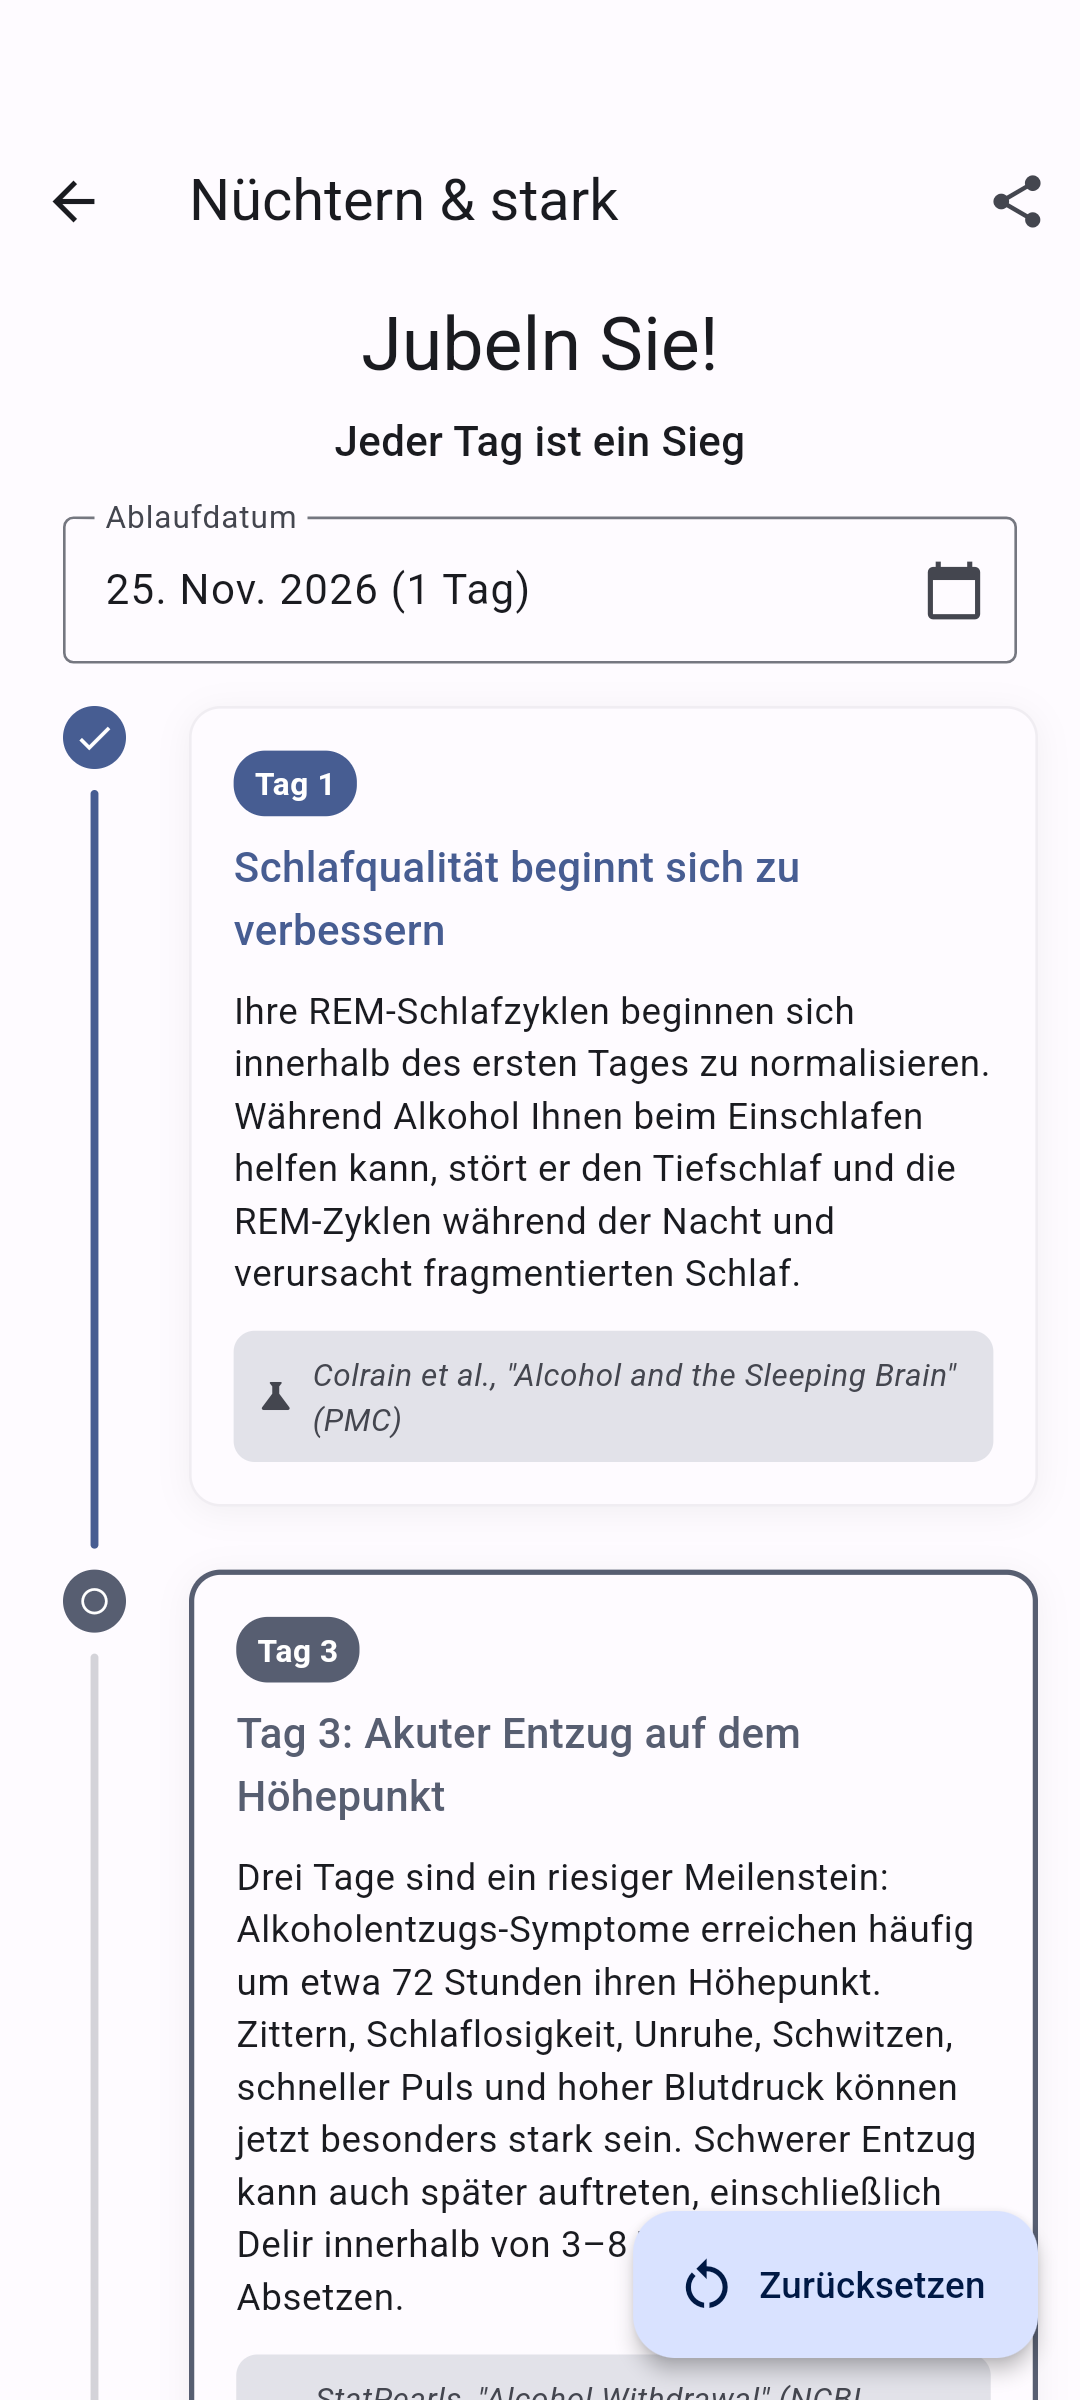 Nüchtern & stark
Jubeln Sie!
Jeder Tag ist ein Sieg
Ablaufdatum
25. Nov. 2026 (1 Tag)
Tag 1
Schlafqualität beginnt sich zu
verbessern
Ihre REM-Schlafzyklen beginnen sich
innerhalb des ersten Tages zu normalisieren.
Während Alkohol Ihnen beim Einschlafen
helfen kann, stört er den Tiefschlaf und die
REM-Zyklen während der Nacht und
verursacht fragmentierten Schlaf.
Colrain et al., "Alcohol and the Sleeping Brain"
(PMC)
Tag 3
Tag 3: Akuter Entzug auf dem
Höhepunkt
Drei Tage sind ein riesiger Meilenstein:
Alkoholentzugs-Symptome erreichen häufig
um etwa 72 Stunden ihren Höhepunkt.
Zittern, Schlaflosigkeit, Unruhe, Schwitzen,
schneller Puls und hoher Blutdruck können
jetzt besonders stark sein. Schwerer Entzug
kann auch später auftreten, einschließlich
Delir innerhalb von 3–8
Absetzen.
Zurücksetzen
StatPearls, "Alcohol Withdrawal" (NCBI